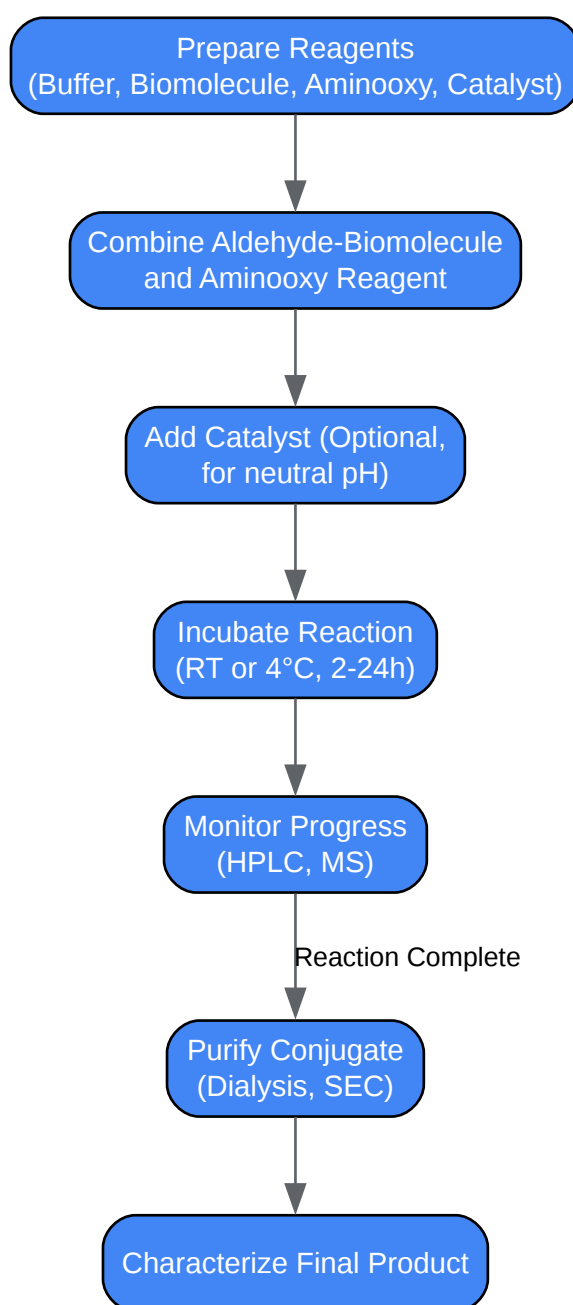 Prepare Reagents
(Buffer, Biomolecule, Aminooxy, Catalyst)
Combine Aldehyde-Biomolecule
and Aminooxy Reagent
Add Catalyst (Optional,
for neutral pH)
Incubate Reaction
(RT or 4°C, 2-24h)
Monitor Progress
(HPLC, MS)
Reaction Complete
Purify Conjugate
(Dialysis, SEC)
Characterize Final Product